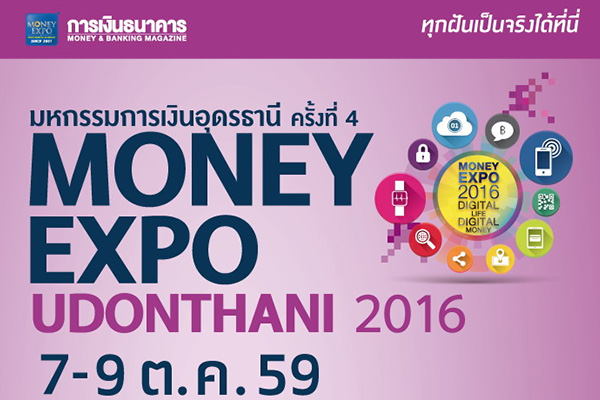 MONEY EXPO
SINCE 2001
การเงินธนาคาร
MONEY & BANKING MAGAZINE
ทุกฝันเป็นจริงได้ที่นี่
มหกรรมการเงินอุดรธานี ครั้งที่ 4
MONEY
EXPO
UDONTHANI 2016
7-9 ต.ค. 59
01
B
MONEY
EXPO
2016
DIGITAL
LIFE
DIGITAL
MONEY